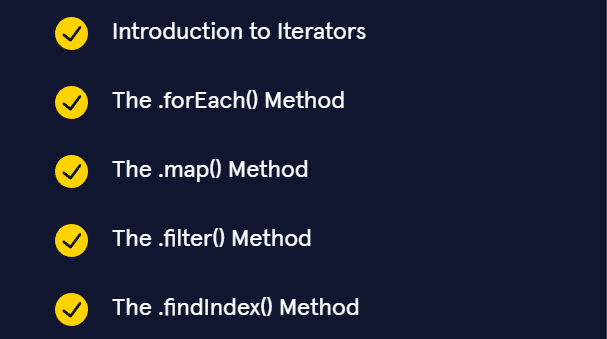 Introduction to Iterators
The .forEach() Method
The .map() Method
The .filter() Method
The .findIndex() Method